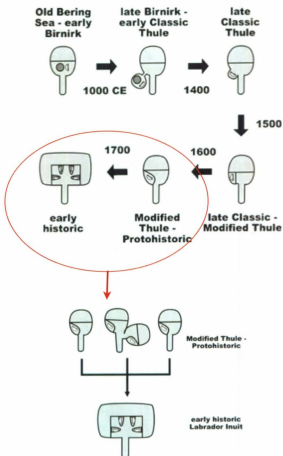 Old Bering
Sea - early
Birnirk
late Birnirk -
early Classic
Thule
late
Classic
Thule
1000 CE
1400
1500
1700
1600
early
historic
Modified
Thule -
Protohistoric
late Classic -
Modified Thule
Modified Thule -
Protohistoric
early historic
Labrador Inuit